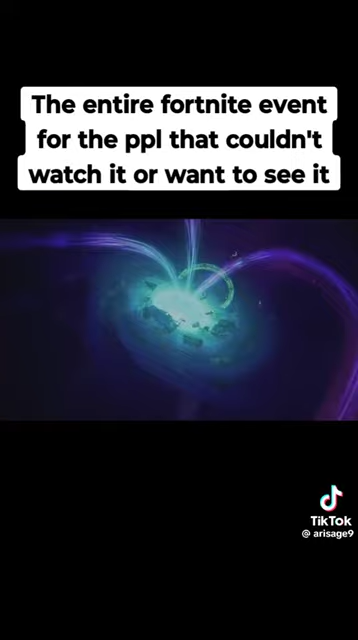 The entire fortnite event
for the ppl that couldn't
watch it or want to see it
TikTok
@ arisage9